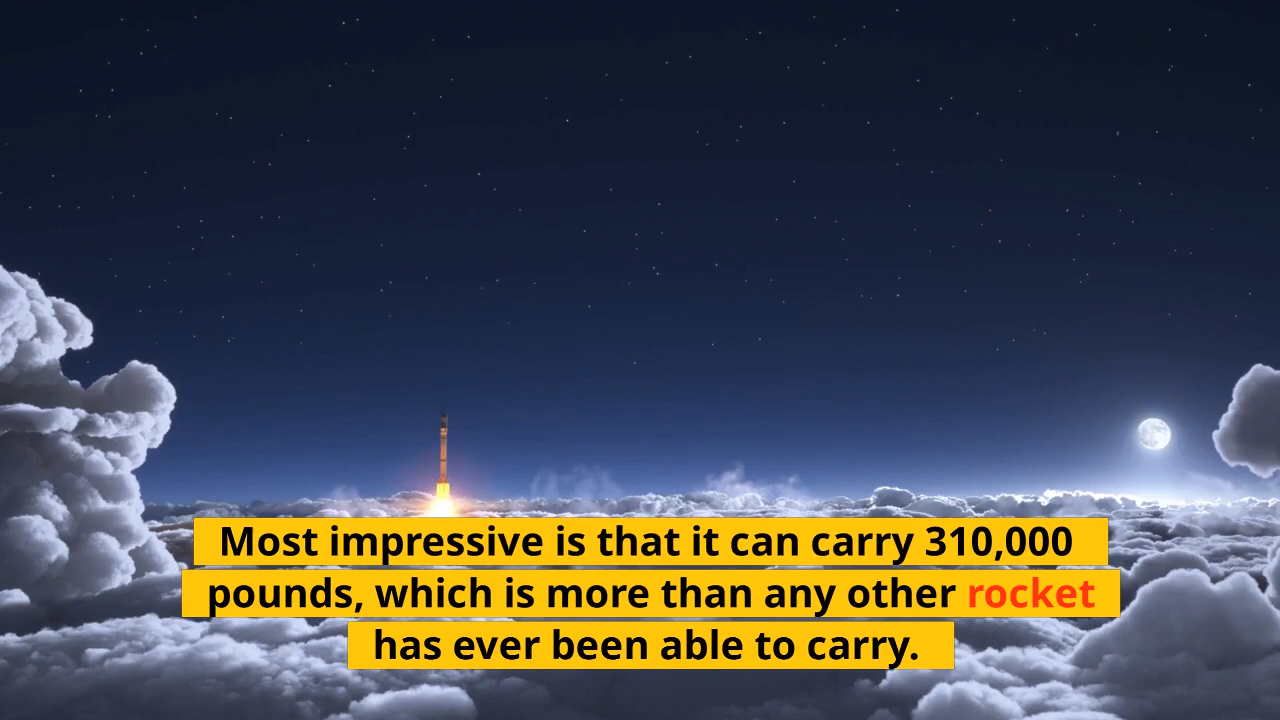 Most impressive is that it can carry 310,000
pounds, which is more than any other rocket
has ever been able to carry.